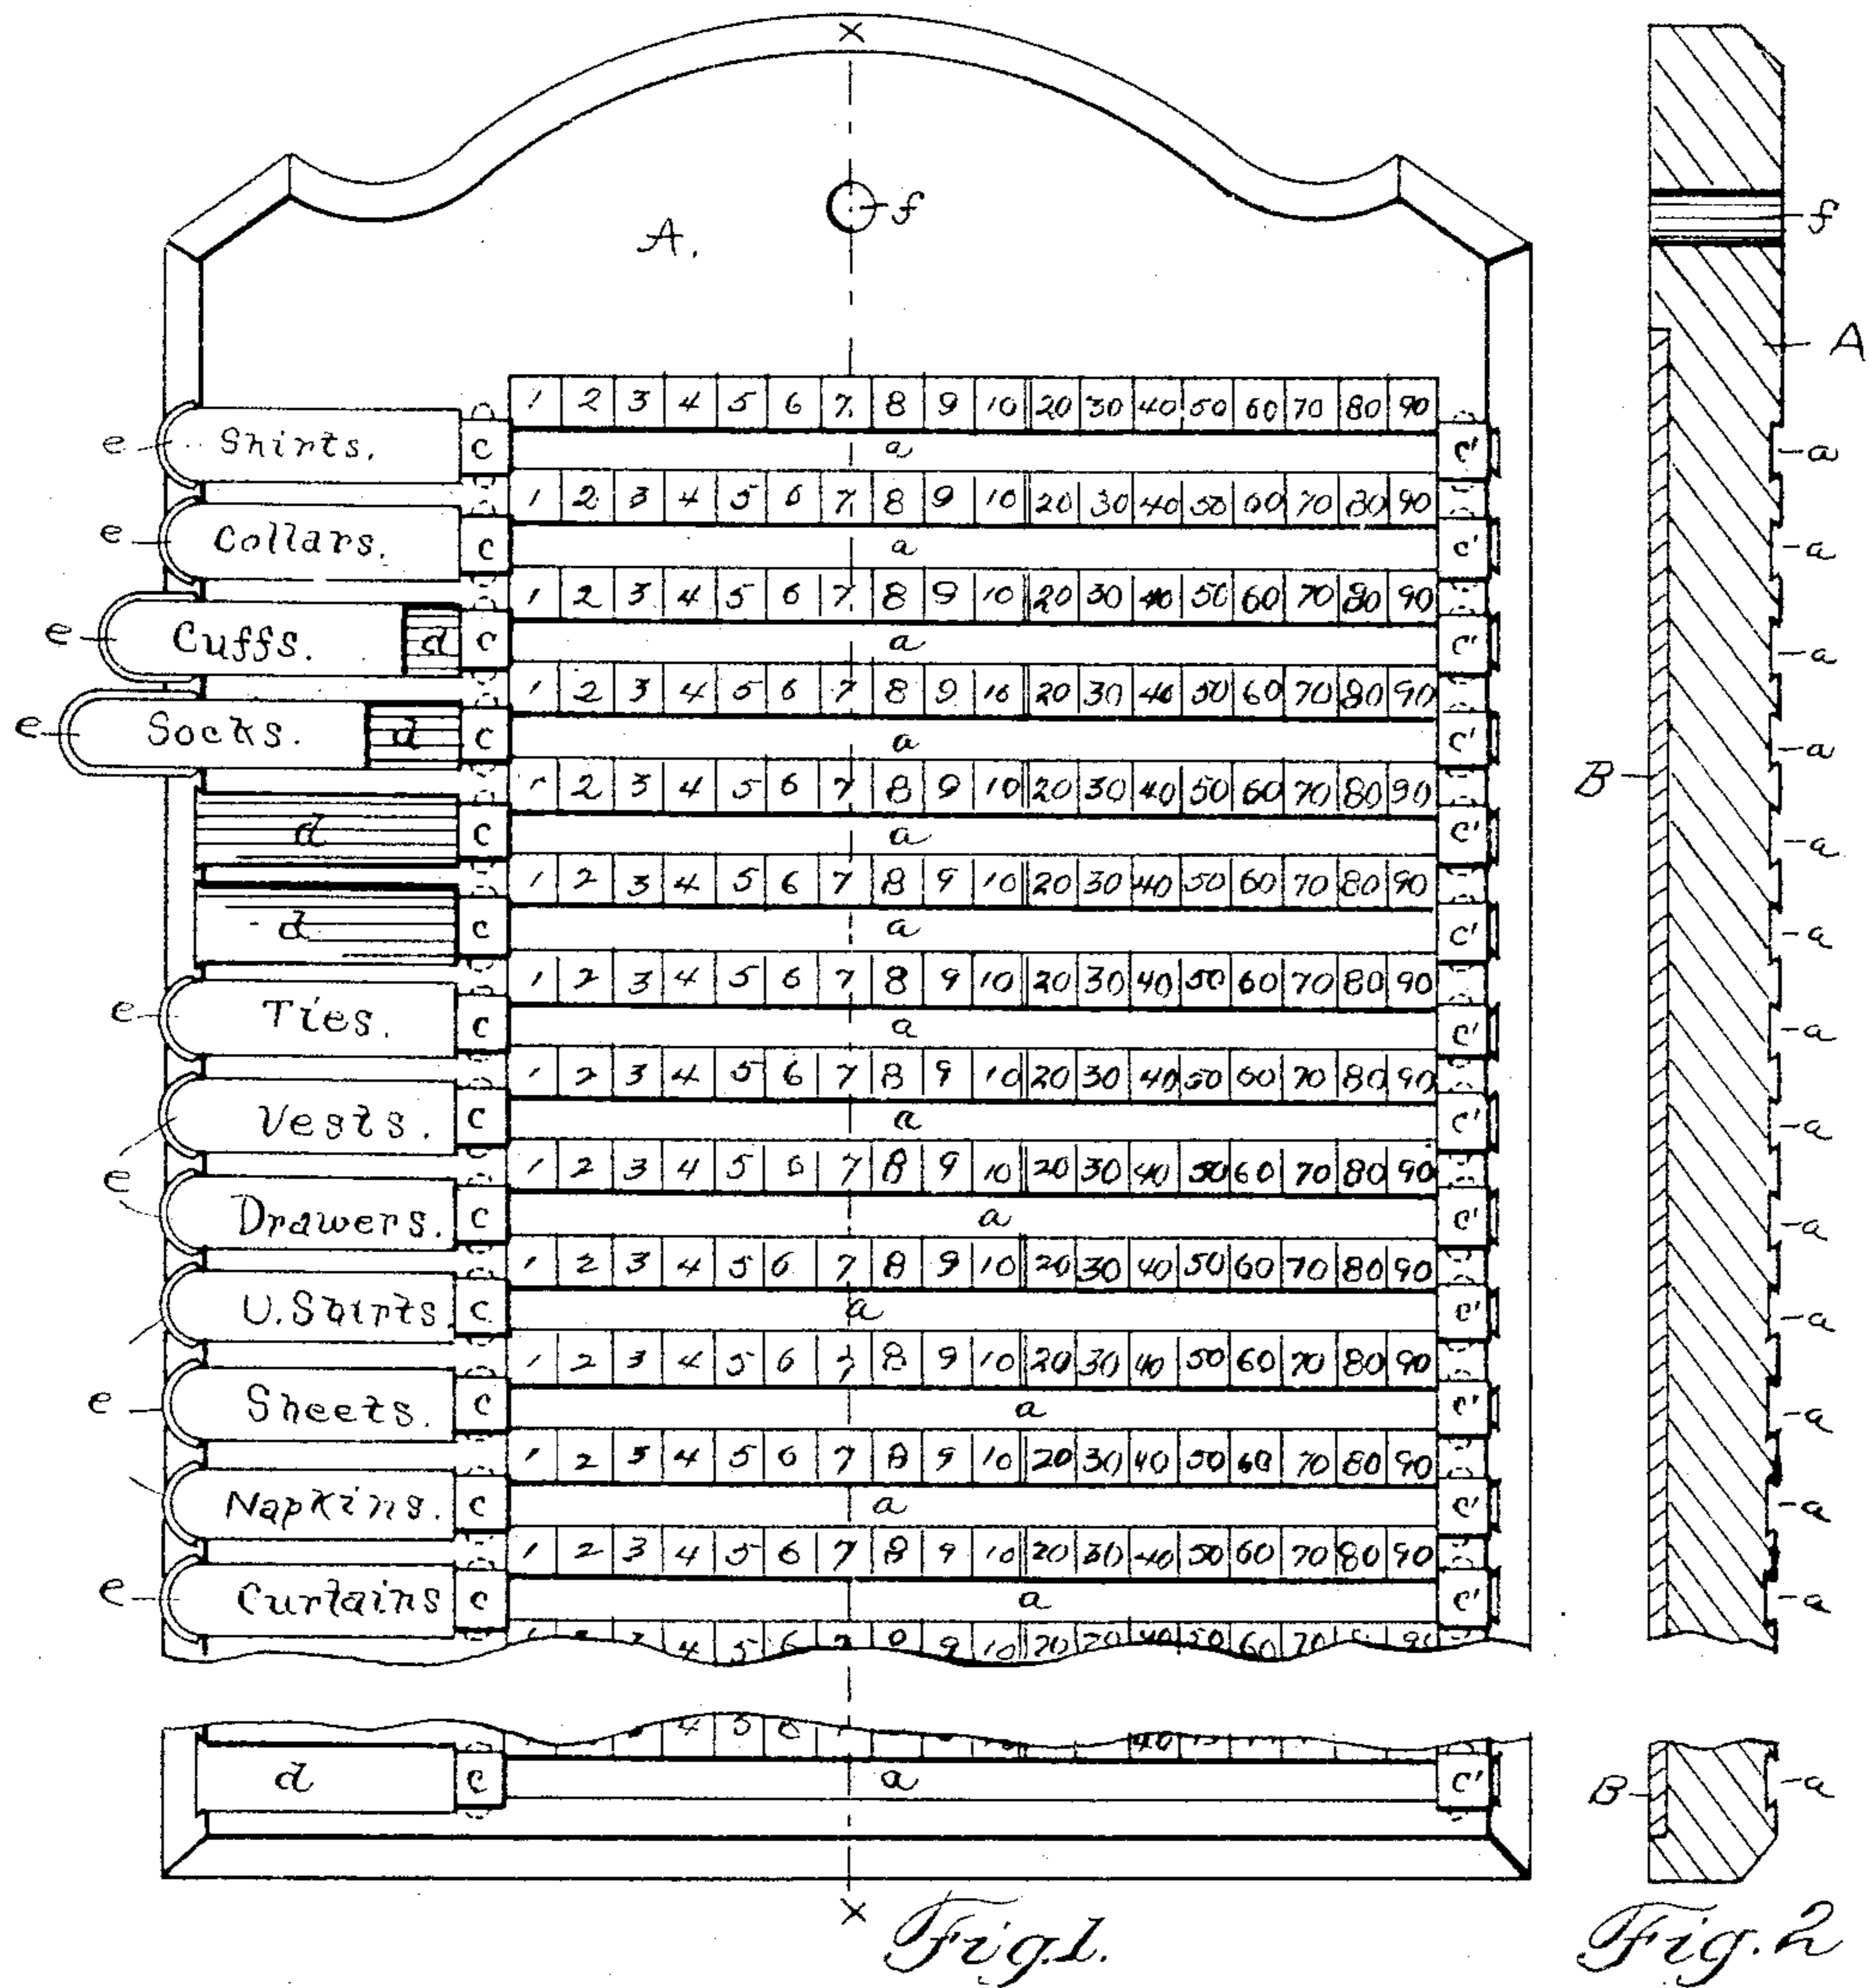 x
f
A.
f
A
1 2 3 4 5 6 7 8 9 10 20 30 40 50 60 70 80 90
e Shirts. c a c' a
1 2 3 4 5 6 7 8 9 10 20 30 40 50 60 70 80 90
e Collars. c a c' a
1 2 3 4 5 6 7 8 9 10 20 30 40 50 60 70 80 90
e Cuffs. d c a c' a
1 2 3 4 5 6 7 8 9 10 20 30 40 50 60 70 80 90
e Socks. d c a c' a
B
1 2 3 4 5 6 7 8 9 10 20 30 40 50 60 70 80 90
d c a c' a
1 2 3 4 5 6 7 8 9 10 20 30 40 50 60 70 80 90
d c a c' a
1 2 3 4 5 6 7 8 9 10 20 30 40 50 60 70 80 90
e Ties. c a c' a
1 2 3 4 5 6 7 8 9 10 20 30 40 50 60 70 80 90
Vests. c a c' a
e
1 2 3 4 5 6 7 8 9 10 20 30 40 50 60 70 80 90
Drawers. c a c' a
1 2 3 4 5 6 7 8 9 10 20 30 40 50 60 70 80 90
U. Shirts c a c' a
1 2 3 4 5 6 7 8 9 10 20 30 40 50 60 70 80 90
e Sheets. c a c' a
1 2 3 4 5 6 7 8 9 10 20 30 40 50 60 70 80 90
Napkins. c a c' a
1 2 3 4 5 6 7 8 9 10 20 30 40 50 60 70 80 90
e Curtains c a c' a
4 5 6 9 10 20 40 50 60 70
4 5 6 40
d c a c' B a
x
Fig.1.
Fig.2